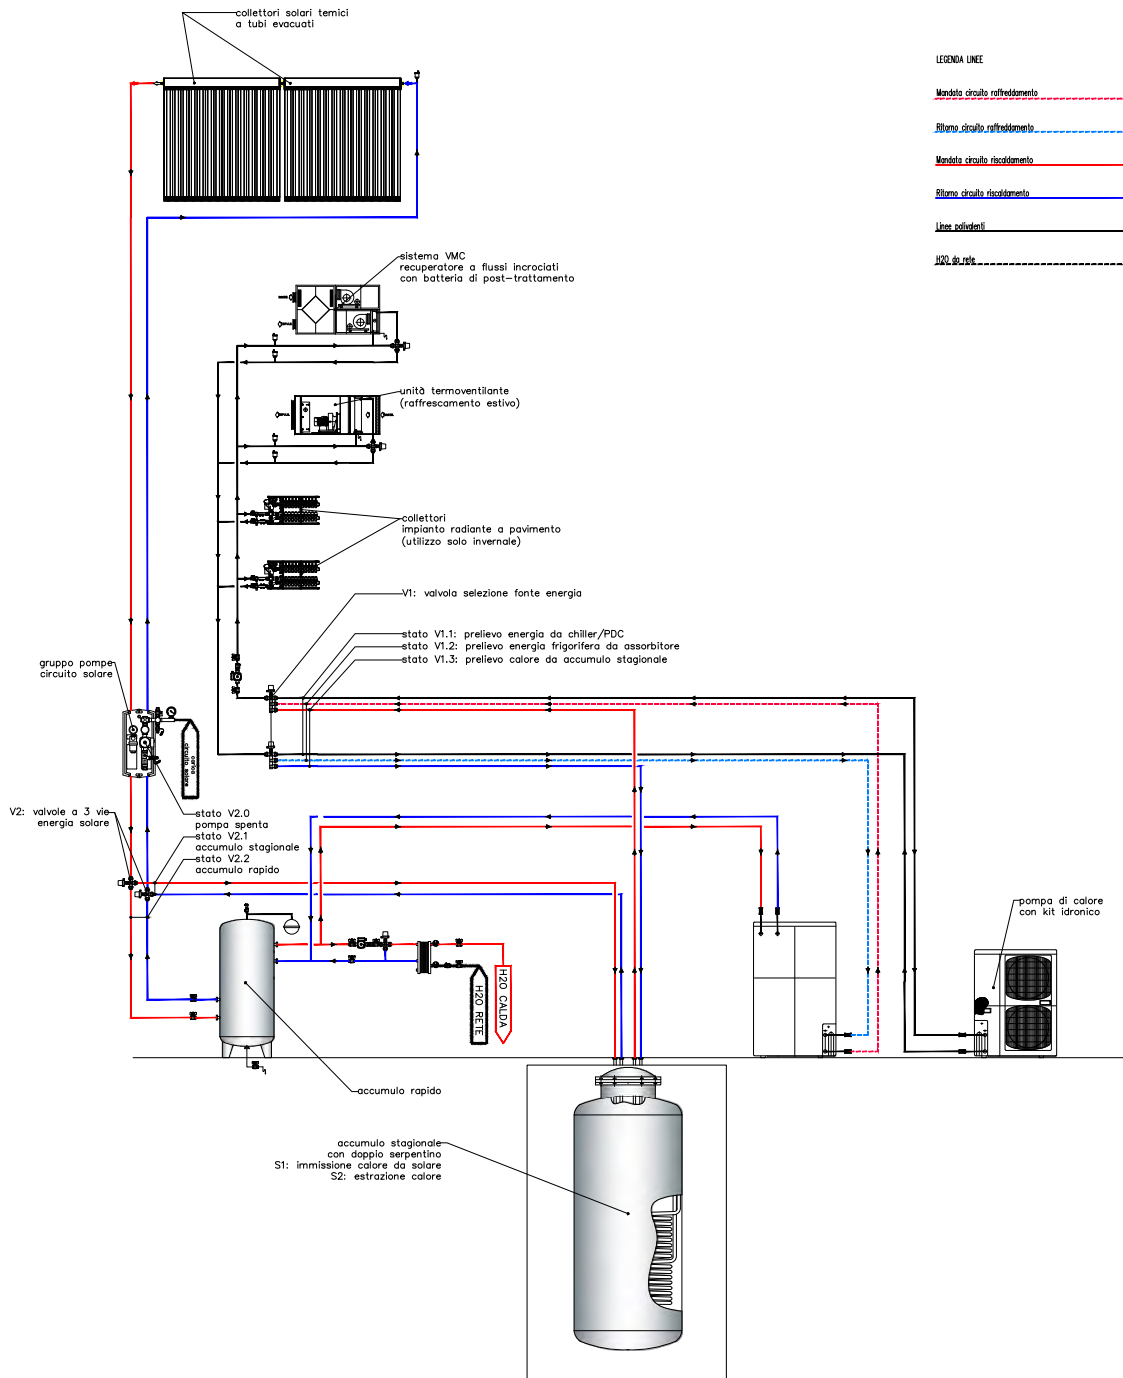 collettori solari temici
a tubi evacuati
LEGENDA LINEE
Mandata circuito raffreddamento
Ritorno circuito raffreddamento
Mandata circuito riscaldamento
Ritorno circuito riscaldamento
Linee polivalenti
H2O da rete
sistema VMC
recuperatore a flussi incrociati
con batteria di post-trattamento
unità termoventilante
(raffrescamento estivo)
collettori
impianto radiante a pavimento
(utilizzo solo invernale)
V1: valvola selezione fonte energia
stato V1.1: prelievo energia da chiller/PDC
stato V1.2: prelievo energia frigorifera da assorbitore
stato V1.3: prelievo calore da accumulo stagionale
gruppo pompe
circuito solare
carico
circuito solare
V2: valvole a 3 vie
energia solare
stato V2.0
pompa spenta
stato V2.1
accumulo stagionale
stato V2.2
accumulo rapido
pompa di calore
con kit idronico
H2O RETE
H2O CALDA
accumulo rapido
accumulo stagionale
con doppio serpentino
S1: immissione calore da solare
S2: estrazione calore